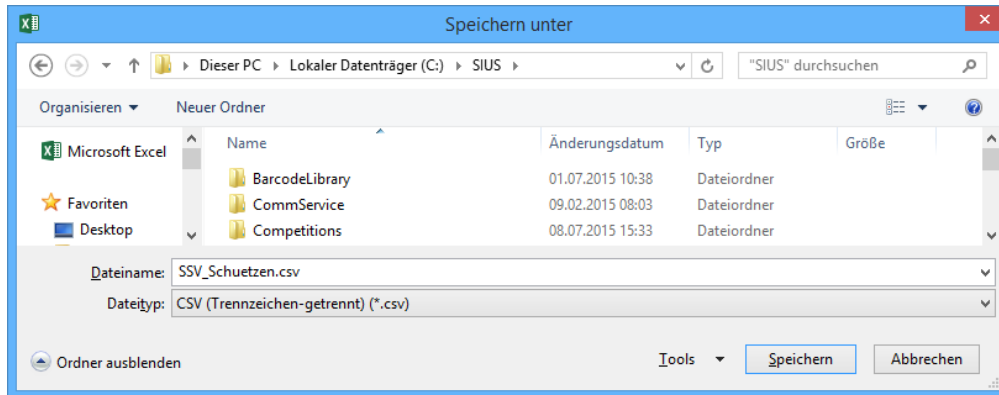 Speichern unter
Dieser PC ▸ Lokaler Datenträger (C:) ▸ SIUS ▸ "SIUS" durchsuchen
Organisieren Neuer Ordner
Microsoft Excel
Favoriten
Desktop
Name Änderungsdatum Typ Größe
BarcodeLibrary 01.07.2015 10:38 Dateiordner
CommService 09.02.2015 08:03 Dateiordner
Competitions 08.07.2015 15:33 Dateiordner
Dateiname: SSV_Schuetzen.csv
Dateityp: CSV (Trennzeichen-getrennt) (*.csv)
Ordner ausblenden Tools Speichern Abbrechen